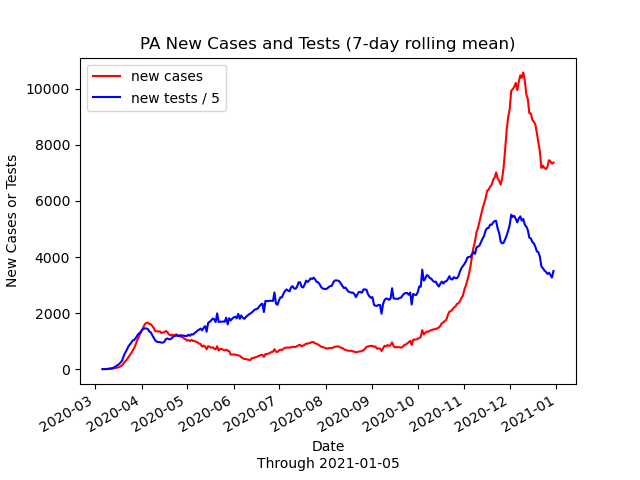 PA New Cases and Tests (7-day rolling mean)
new cases
new tests / 5
New Cases or Tests
10000
8000
6000
4000
2000
0
2020-03
2020-04
2020-05
2020-06
2020-07
2020-08
2020-09
2020-10
2020-11
2020-12
2021-01
Date
Through 2021-01-05